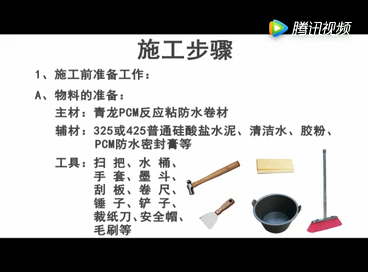 腾讯视频
施工步骤
1、施工前准备工作：
A、物料的准备：
主材：青龙PCM反应粘防水卷材
辅材：325或425普通硅酸盐水泥、清洁水、胶粉、
PCM防水密封膏等
工具：扫 把、水 桶、
手 套、墨 斗、
刮 板、卷 尺、
锤 子、铲 子、
裁纸刀、安全帽、
毛刷等